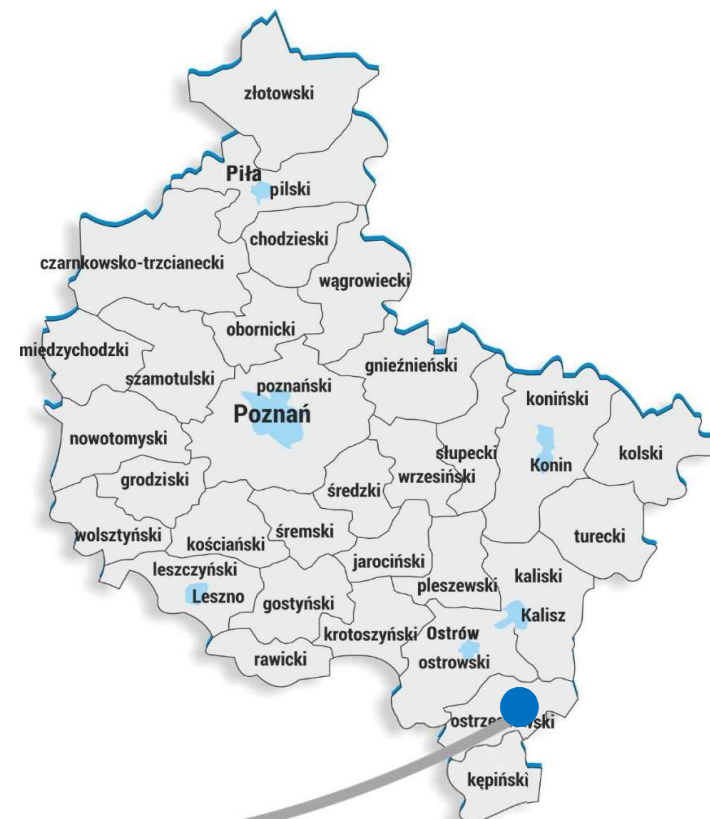 złotowski
Piła
pilski
chodzieski
czarnkowsko-trzcianecki
wągrowiecki
obornicki
międzychodzki
gnieźnieński
szamotulski
poznański
koniński
Poznań
nowotomyski
słupecki
kolski
Konin
grodziski
wrzesiński
średzki
wolsztyński
śremski
turecki
kościański
jarociński
leszczyński
kaliski
pleszewski
Leszno
gostyński
Kalisz
krotoszyński
Ostrów
rawicki
ostrowski
kępiński